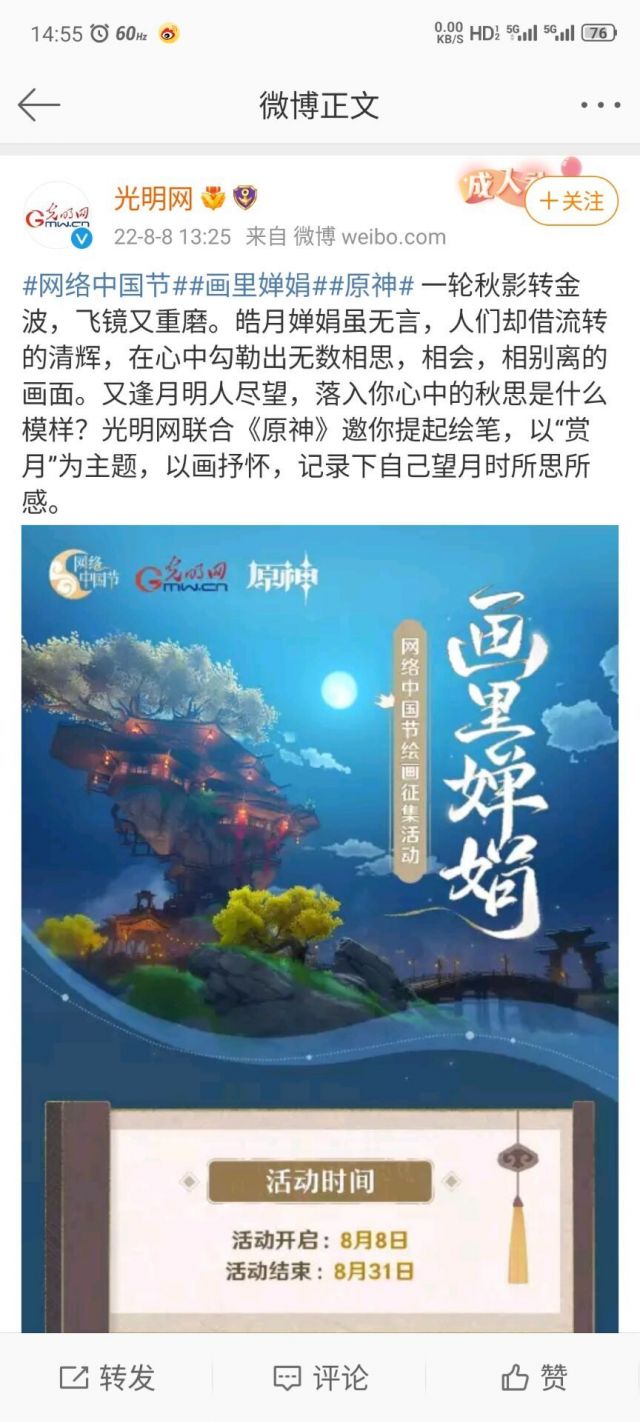 14:55 60Hz 0.00 KB/S HD 5G 5G 76
微博正文
光明网
GMW.CN
光明网
成人
+关注
22-8-8 13:25 来自 微博 weibo.com
#网络中国节##画里婵娟##原神# 一轮秋影转金
波，飞镜又重磨。皓月婵娟虽无言，人们却借流转
的清辉，在心中勾勒出无数相思，相会，相别离的
画面。又逢月明人尽望，落入你心中的秋思是什么
模样？光明网联合《原神》邀你提起绘笔，以“赏
月”为主题，以画抒怀，记录下自己望月时所思所
感。
网络
中国节
光明网
GMW.CN
原神
画里婵娟
网络中国节绘画征集活动
活动时间
活动开启：8月8日
活动结束：8月31日
转发 评论 赞